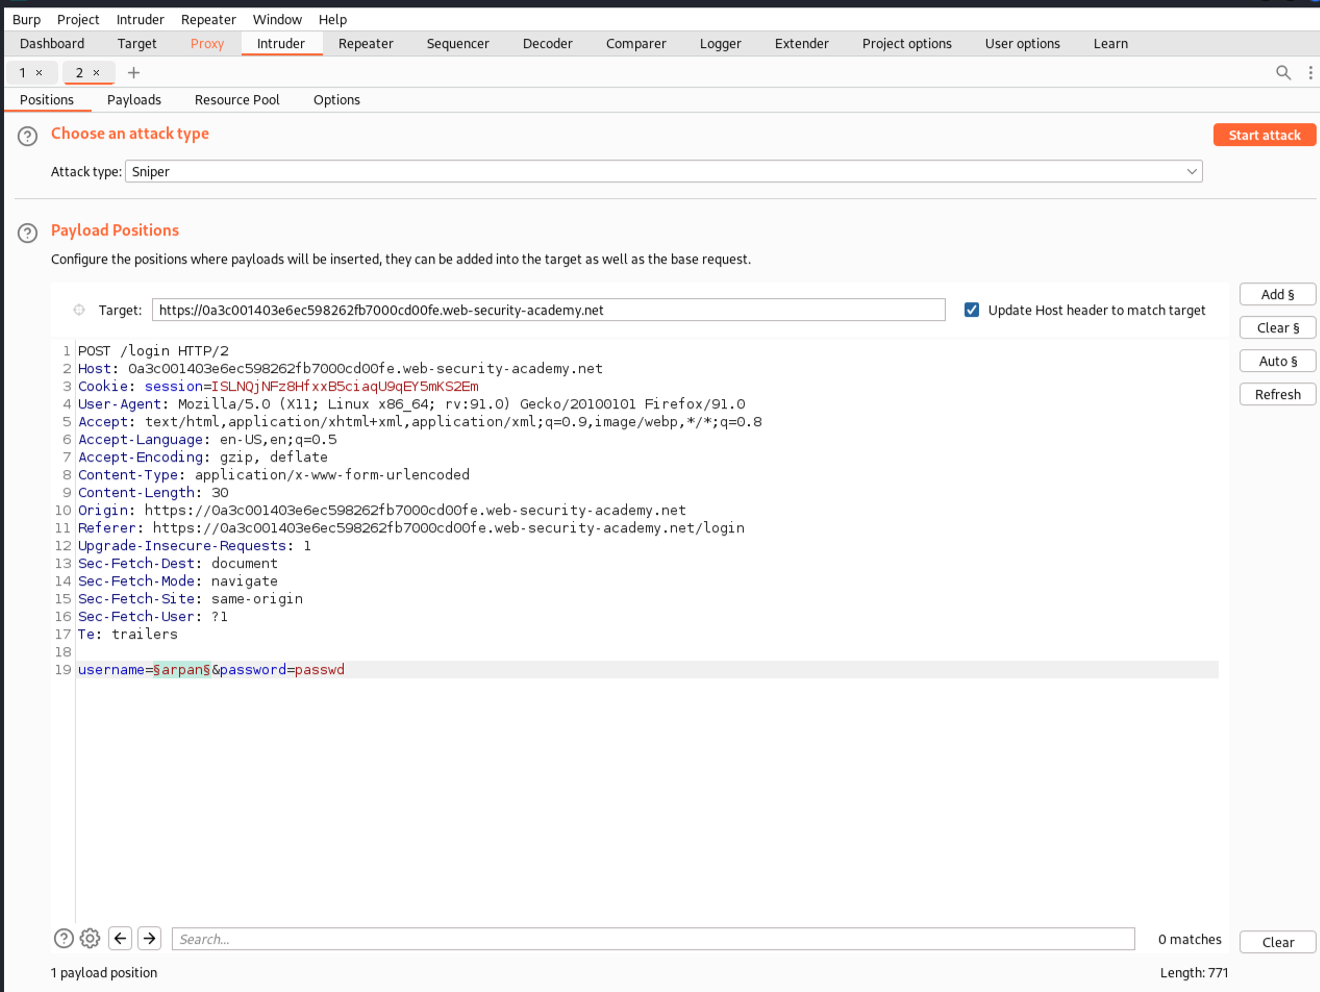 Burp Project Intruder Repeater Window Help
Dashboard Target Proxy Intruder Repeater Sequencer Decoder Comparer Logger Extender Project options User options Learn
1 × 2 × +
Positions Payloads Resource Pool Options
? Choose an attack type Start attack
Attack type: Sniper
? Payload Positions
Configure the positions where payloads will be inserted, they can be added into the target as well as the base request.
Target: https://0a3c001403e6ec598262fb7000cd00fe.web-security-academy.net Update Host header to match target
Add §
Clear §
Auto §
Refresh
1 POST /login HTTP/2
2 Host: 0a3c001403e6ec598262fb7000cd00fe.web-security-academy.net
3 Cookie: session=ISLNQjNFz8HfxxB5ciaqU9qEY5mKS2Em
4 User-Agent: Mozilla/5.0 (X11; Linux x86_64; rv:91.0) Gecko/20100101 Firefox/91.0
5 Accept: text/html,application/xhtml+xml,application/xml;q=0.9,image/webp,*/*;q=0.8
6 Accept-Language: en-US,en;q=0.5
7 Accept-Encoding: gzip, deflate
8 Content-Type: application/x-www-form-urlencoded
9 Content-Length: 30
10 Origin: https://0a3c001403e6ec598262fb7000cd00fe.web-security-academy.net
11 Referer: https://0a3c001403e6ec598262fb7000cd00fe.web-security-academy.net/login
12 Upgrade-Insecure-Requests: 1
13 Sec-Fetch-Dest: document
14 Sec-Fetch-Mode: navigate
15 Sec-Fetch-Site: same-origin
16 Sec-Fetch-User: ?1
17 Te: trailers
18
19 username=§arpan§&password=passwd
? Search... 0 matches Clear
1 payload position Length: 771